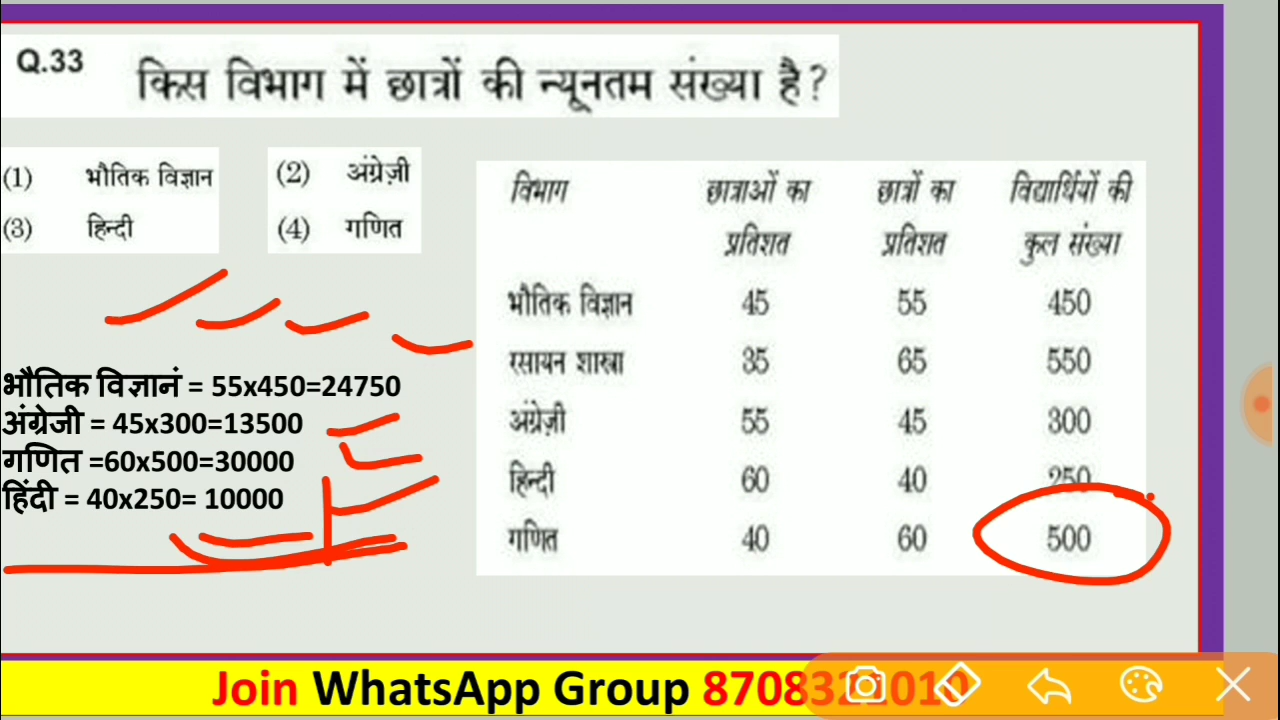 Q.33
किस विभाग में छात्रों की न्यूनतम संख्या है?
(1) भौतिक विज्ञान (2) अंग्रेज़ी
(3) हिन्दी (4) गणित
विभाग छात्राओं का छात्रों का विद्यार्थियों की
प्रतिशत प्रतिशत कुल संख्या
भौतिक विज्ञान 45 55 450
रसायन शास्त्रा 35 65 550
अंग्रेज़ी 55 45 300
हिन्दी 60 40 250
गणित 40 60 500
भौतिक विज्ञानं = 55x450=24750
अंग्रेजी = 45x300=13500
गणित =60x500=30000
हिंदी = 40x250= 10000
Join WhatsApp Group